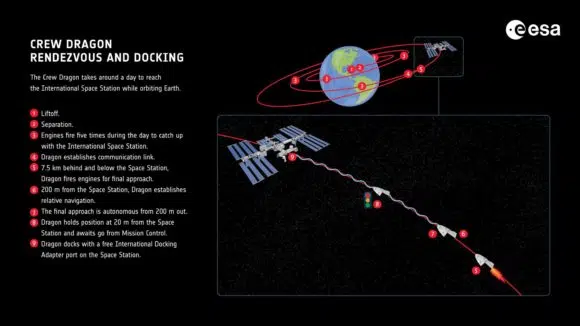 esa
CREW DRAGON
RENDEZVOUS AND DOCKING
The Crew Dragon takes around a day to reach
the International Space Station while orbiting Earth.
1 Liftoff.
2 Separation.
3 Engines fire five times during the day to catch up
with the International Space Station.
4 Dragon establishes communication link.
5 7.5 km behind and below the Space Station,
Dragon fires engines for final approach.
6 200 m from the Space Station, Dragon establishes
relative navigation.
7 The final approach is autonomous from 200 m out.
8 Dragon holds position at 20 m from the Space
Station and awaits go from Mission Control.
9 Dragon docks with a free International Docking
Adapter port on the Space Station.
3
3
2
4
5
9
8
7
6
5